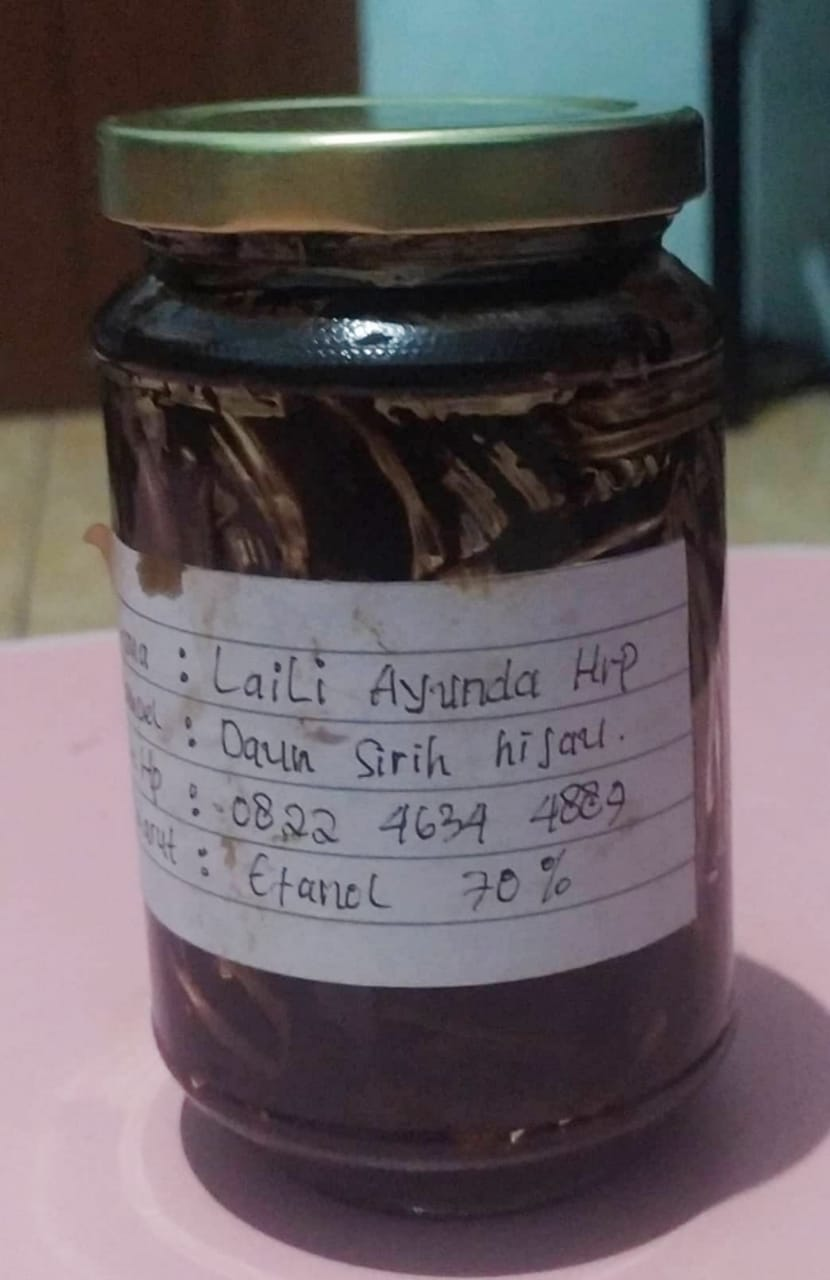 : Laili Ayunda Hrp
: Daun Sirih hijau.
Hp : 0822 4634 4889
: Etanol 70%